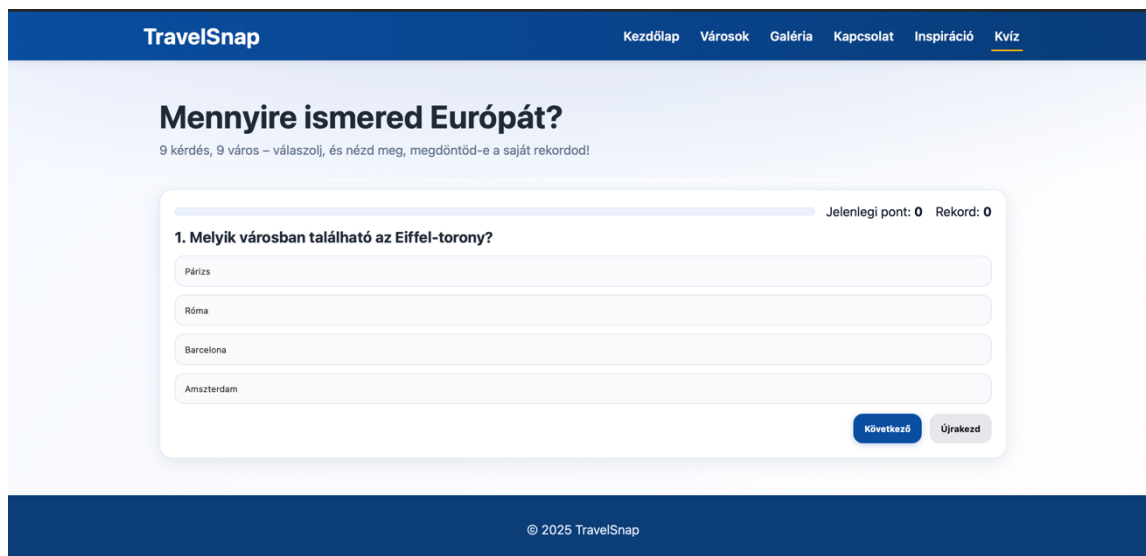 TravelSnap
Kezdőlap Városok Galéria Kapcsolat Inspiráció Kvíz
Mennyire ismered Európát?
9 kérdés, 9 város – válaszolj, és nézd meg, megdöntöd-e a saját rekordod!
Jelenlegi pont: 0 Rekord: 0
1. Melyik városban található az Eiffel-torony?
Párizs
Róma
Barcelona
Amszterdam
Következő Újrakezd
© 2025 TravelSnap